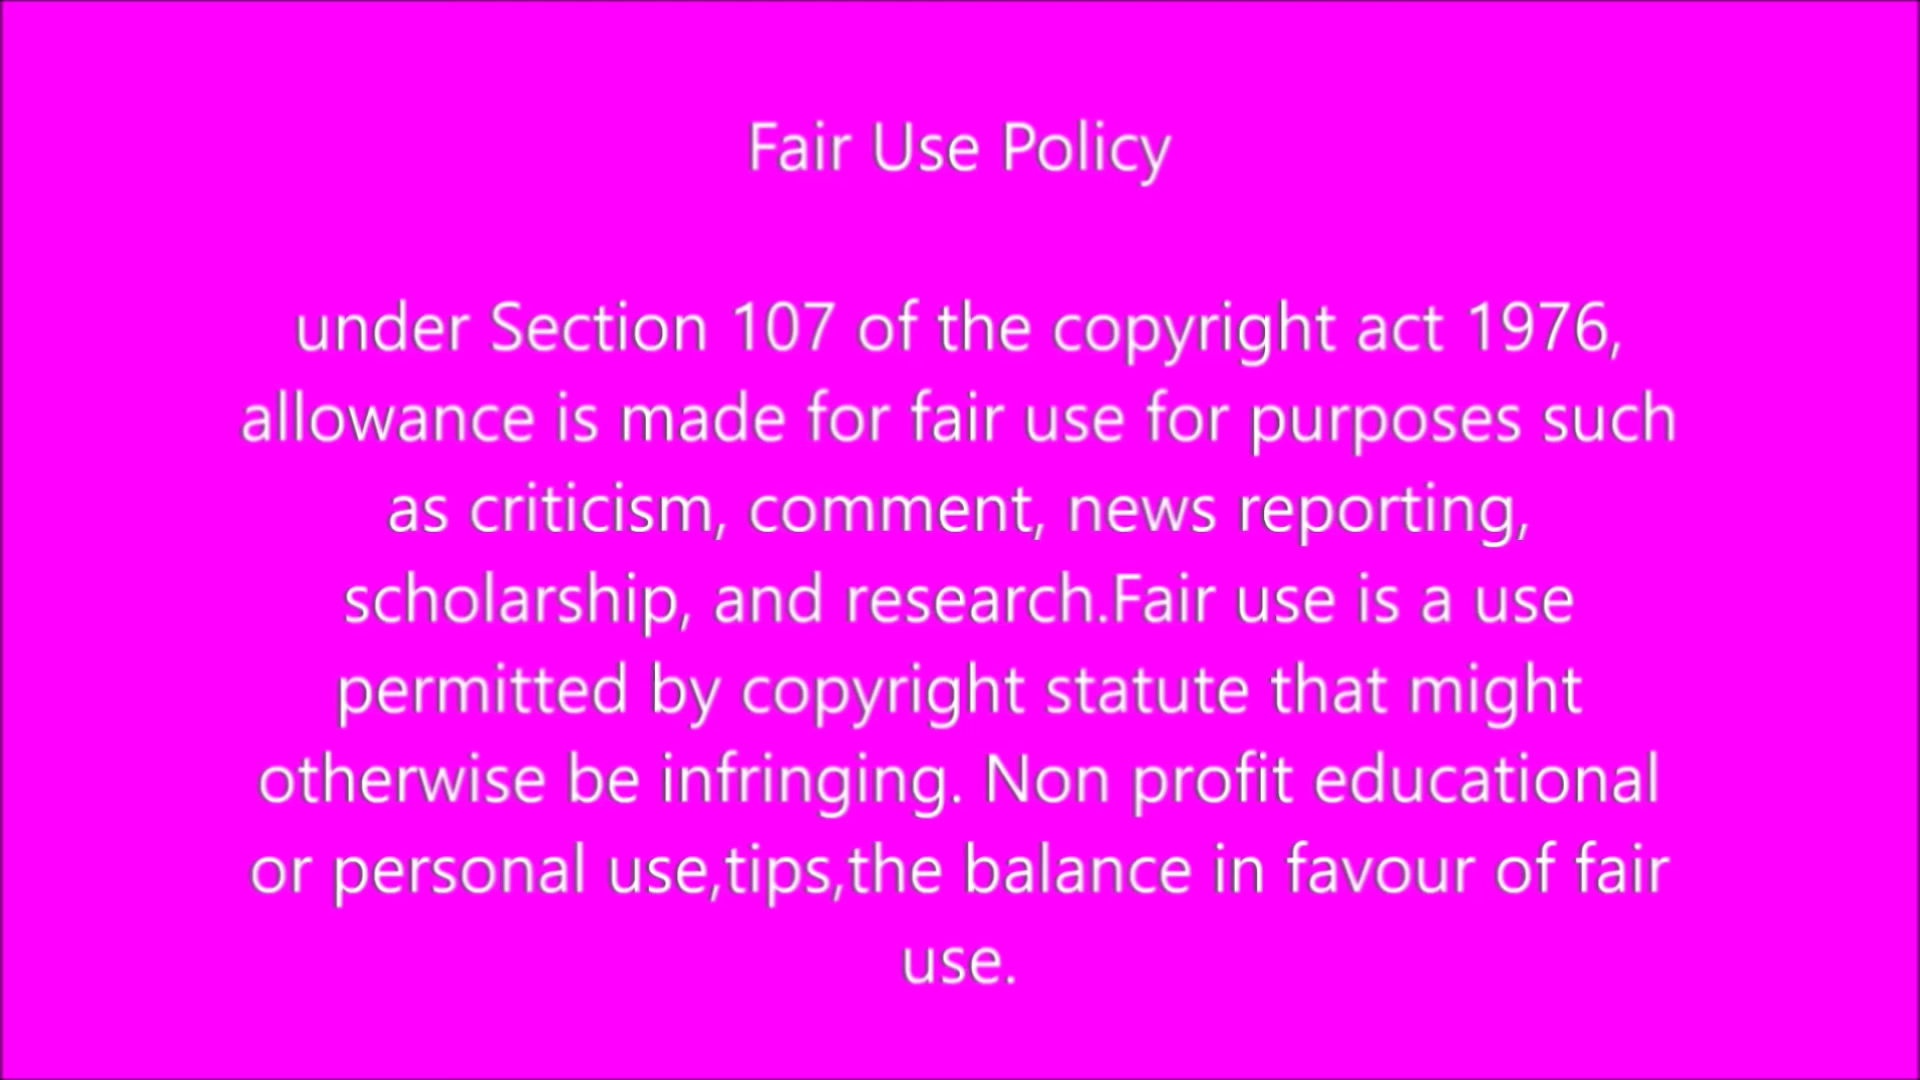 Fair Use Policy
under Section 107 of the copyright act 1976,
allowance is made for fair use for purposes such
as criticism, comment, news reporting,
scholarship, and research.Fair use is a use
permitted by copyright statute that might
otherwise be infringing. Non profit educational
or personal use,tips,the balance in favour of fair
use.